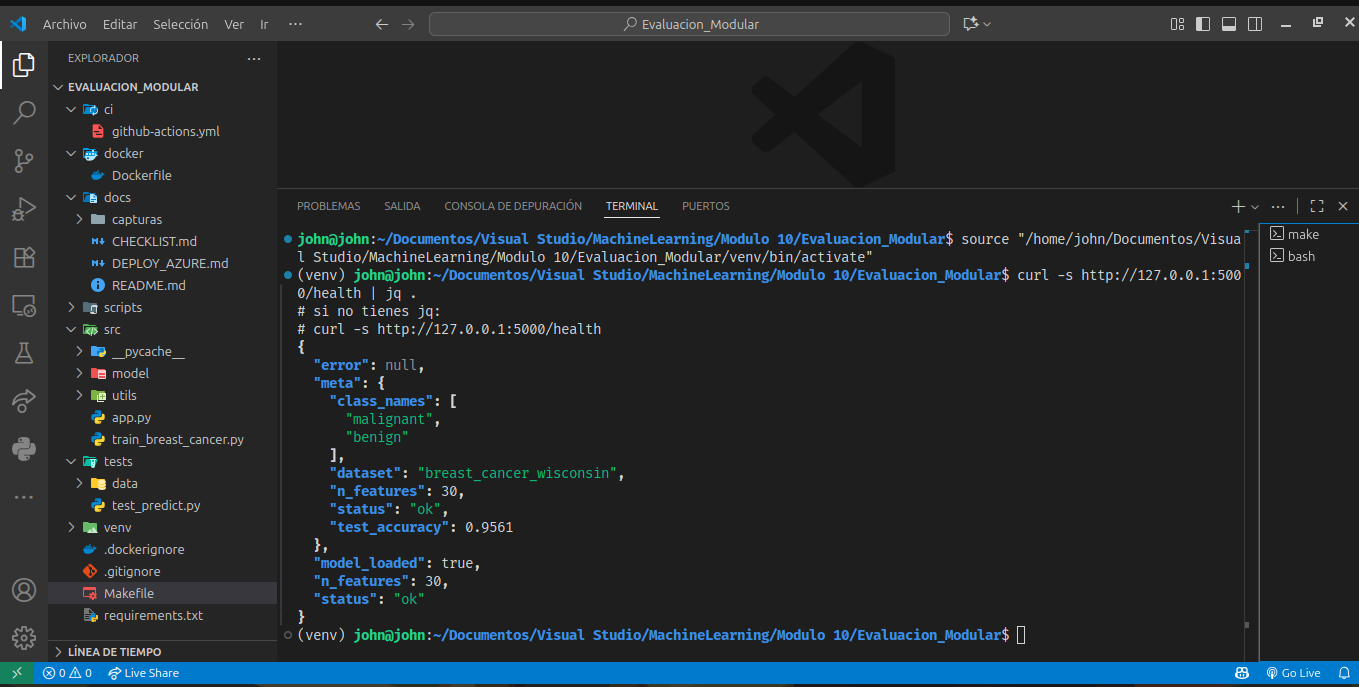 Archivo Editar Selección Ver Ir ··· Evaluacion_Modular
EXPLORADOR ···
EVALUACION_MODULAR
ci
github-actions.yml
docker
Dockerfile
docs
capturas
CHECKLIST.md
DEPLOY_AZURE.md
README.md
scripts
src
__pycache__
model
utils
app.py
train_breast_cancer.py
tests
data
test_predict.py
venv
.dockerignore
.gitignore
Makefile
requirements.txt
LÍNEA DE TIEMPO
PROBLEMAS SALIDA CONSOLA DE DEPURACIÓN TERMINAL PUERTOS
john@john:~/Documentos/Visual Studio/MachineLearning/Modulo 10/Evaluacion_Modular$ source "/home/john/Documentos/Visua
l Studio/MachineLearning/Modulo 10/Evaluacion_Modular/venv/bin/activate"
(venv) john@john:~/Documentos/Visual Studio/MachineLearning/Modulo 10/Evaluacion_Modular$ curl -s http://127.0.0.1:500
0/health | jq .
# si no tienes jq:
# curl -s http://127.0.0.1:5000/health
{
"error": null,
"meta": {
"class_names": [
"malignant",
"benign"
],
"dataset": "breast_cancer_wisconsin",
"n_features": 30,
"status": "ok",
"test_accuracy": 0.9561
},
"model_loaded": true,
"n_features": 30,
"status": "ok"
}
(venv) john@john:~/Documentos/Visual Studio/MachineLearning/Modulo 10/Evaluacion_Modular$
make
bash
0 0 Live Share Go Live